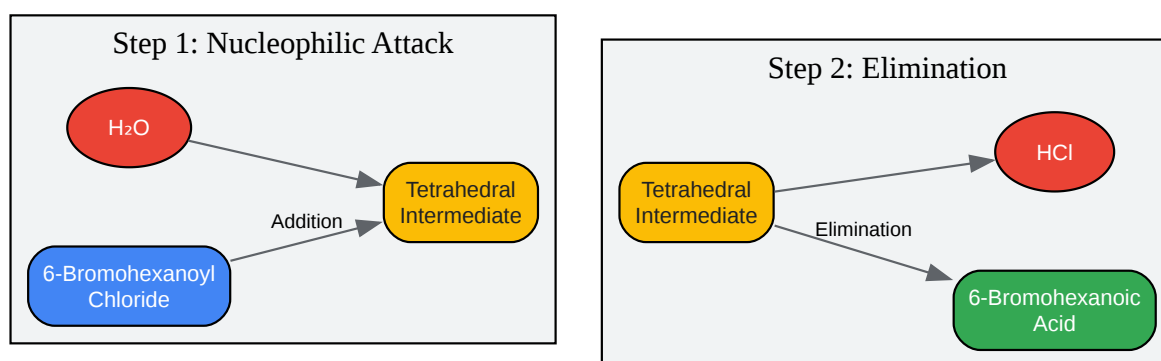 Step 1: Nucleophilic Attack
H₂O
Tetrahedral
Intermediate
Addition
6-Bromohexanoyl
Chloride
Step 2: Elimination
HCl
Tetrahedral
Intermediate
Elimination
6-Bromohexanoic
Acid